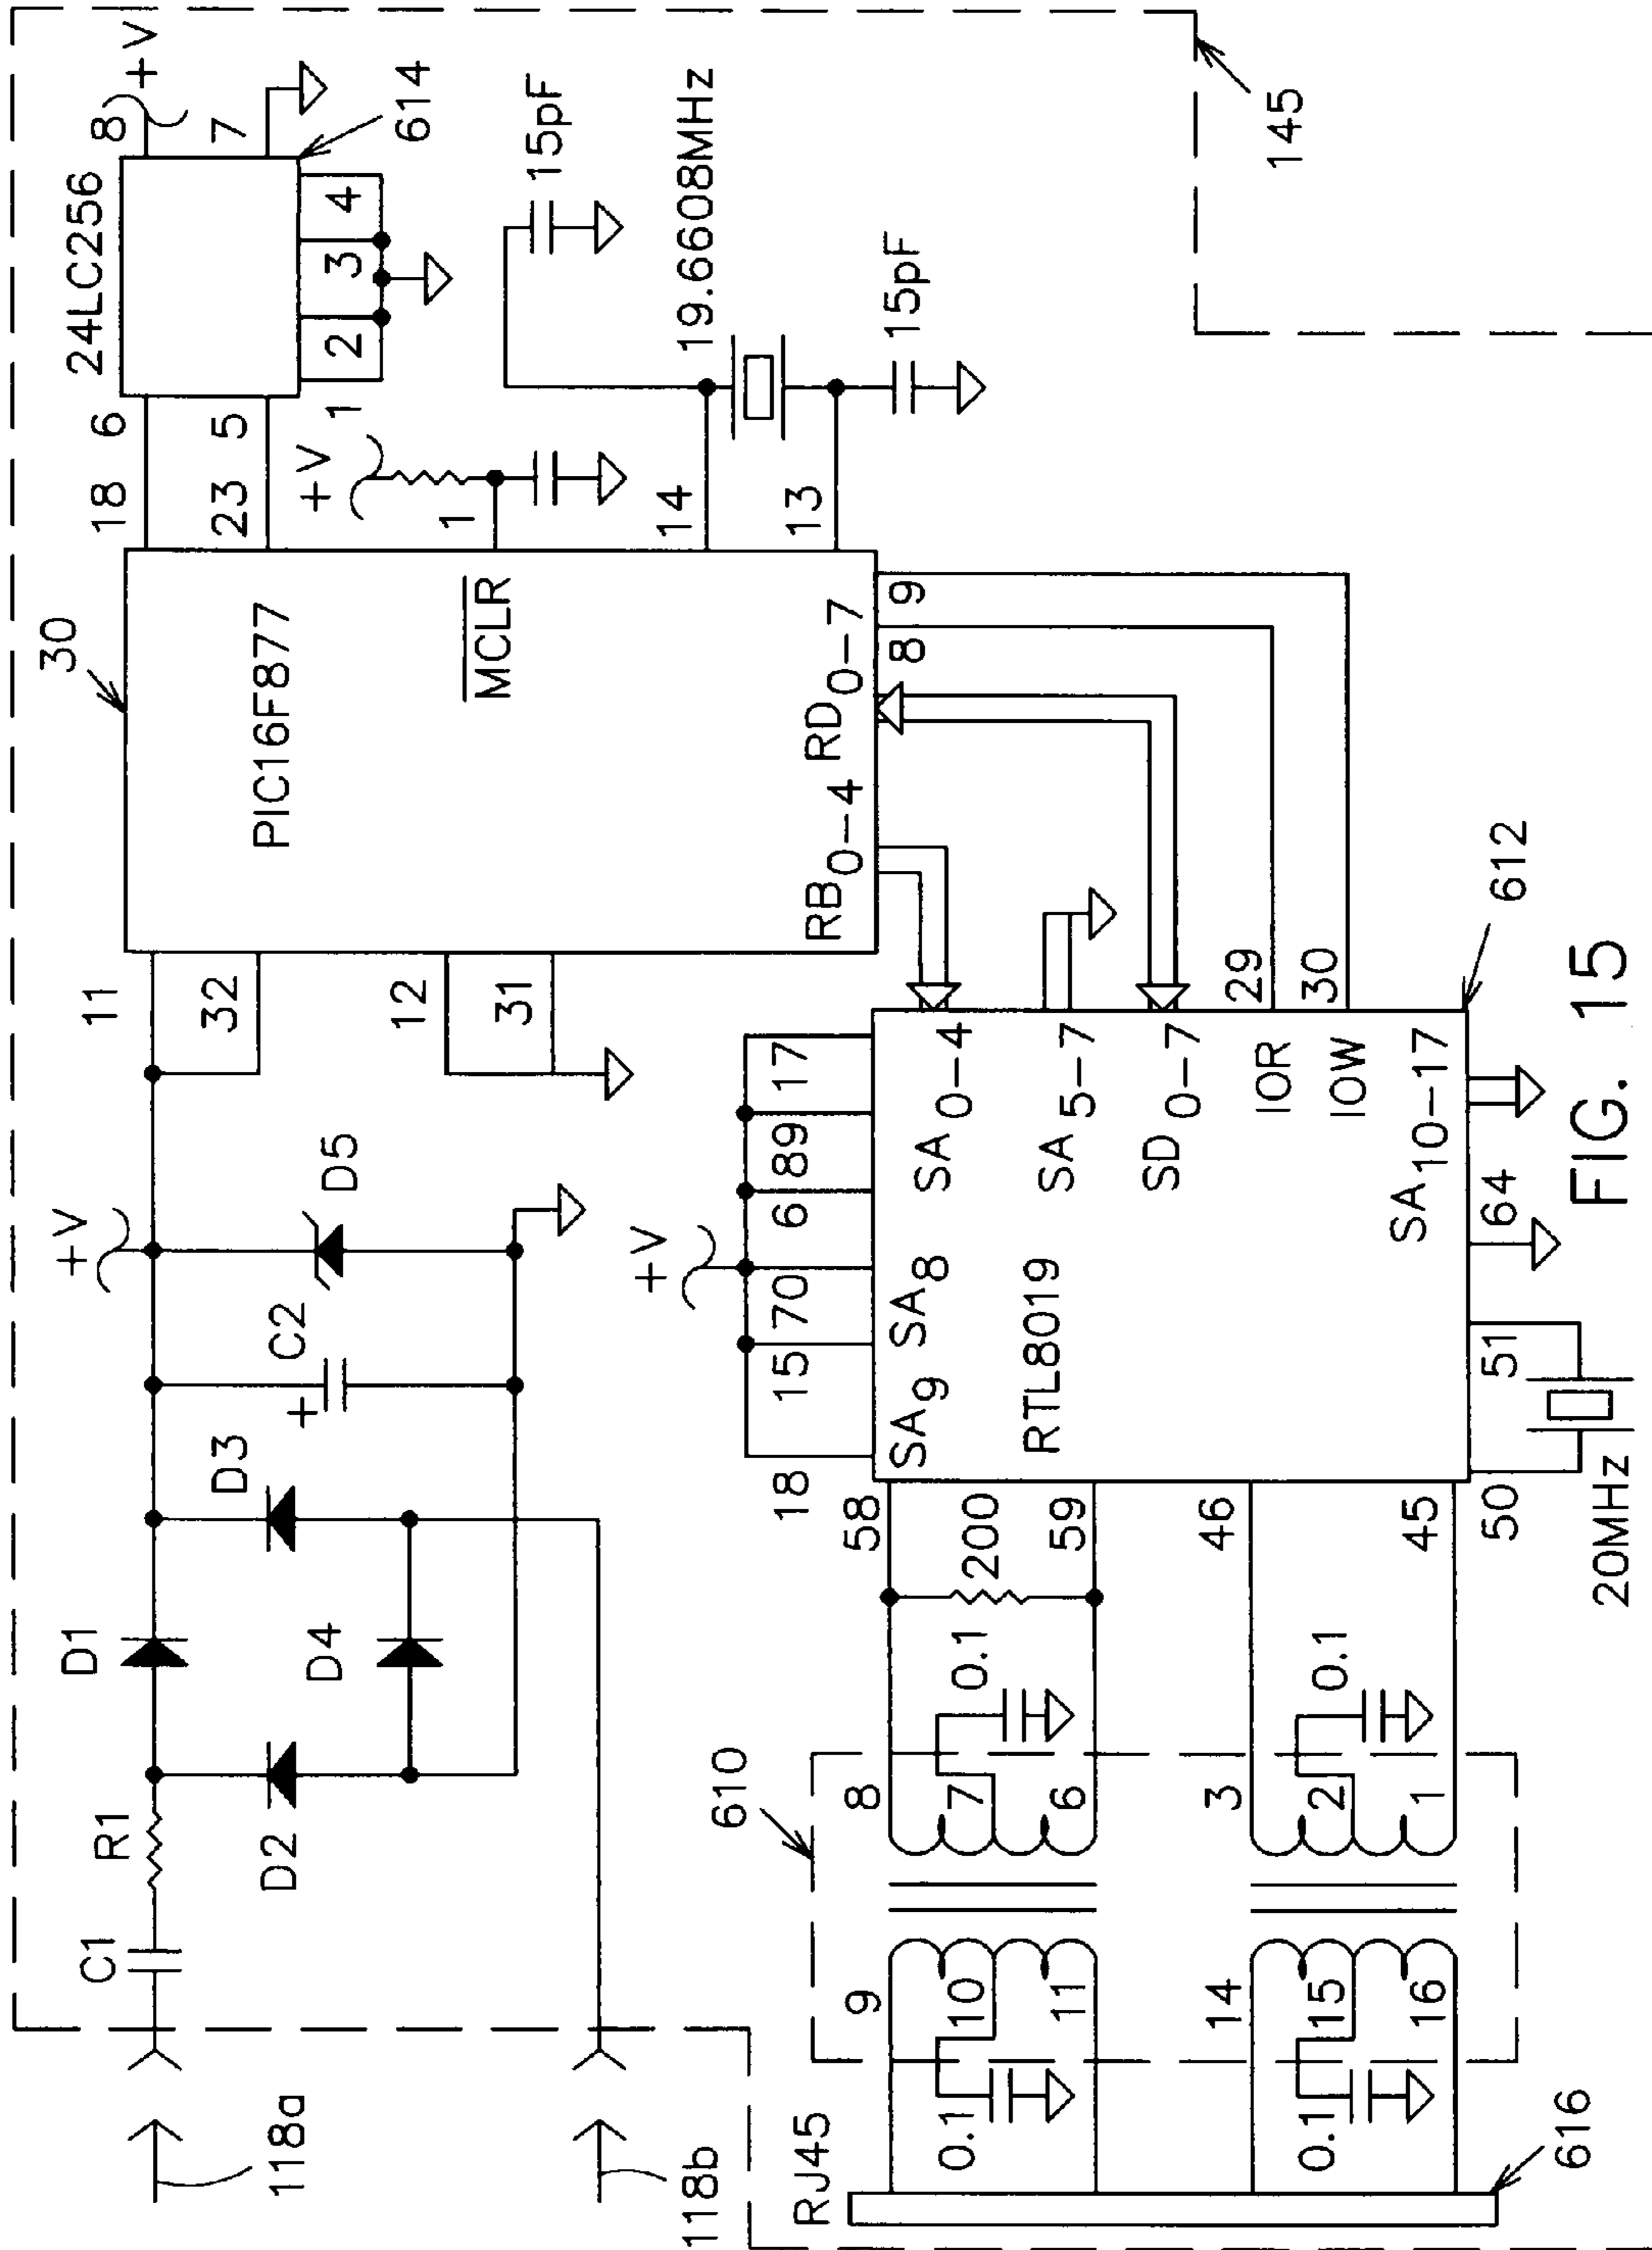 118a
C1
R1
D1
D2
D3
D4
+
C2
D5
+V
118b
11
32
12
31
30
PIC16F877
MCLR
RB0-4
RD0-7
18
23
1
14
13
8
9
6
5
24LC256
8
7
+V
1
2
3
4
614
+V
15pF
19.6608MHz
15pF
145
RJ45
616
610
9
10
11
0.1
14
15
16
0.1
8
7
6
0.1
3
2
1
0.1
200
58
59
46
45
18
15
70
6
89
17
+V
SA9
SA8
RTL8019
SA0-4
SA5-7
SD0-7
IOR
IOW
SA10-17
29
30
50
51
64
20MHz
612
FIG. 15